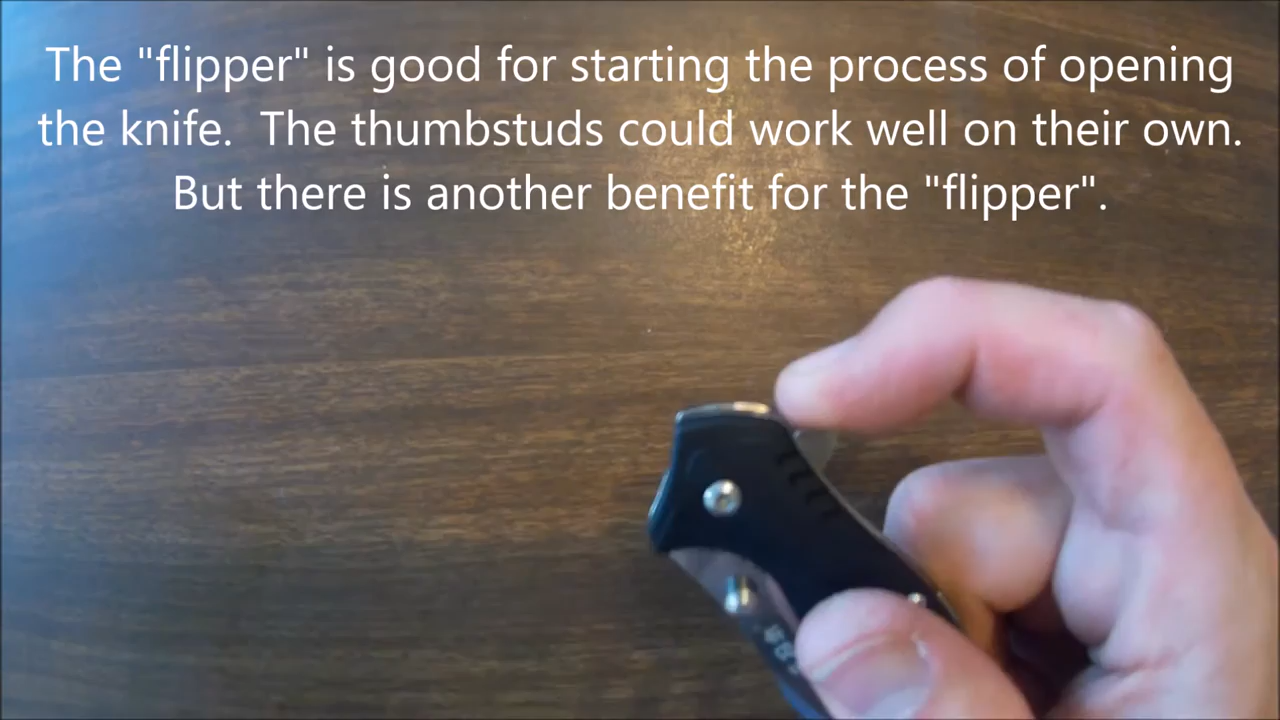 The "flipper" is good for starting the process of opening
the knife.  The thumbstuds could work well on their own.
But there is another benefit for the "flipper".